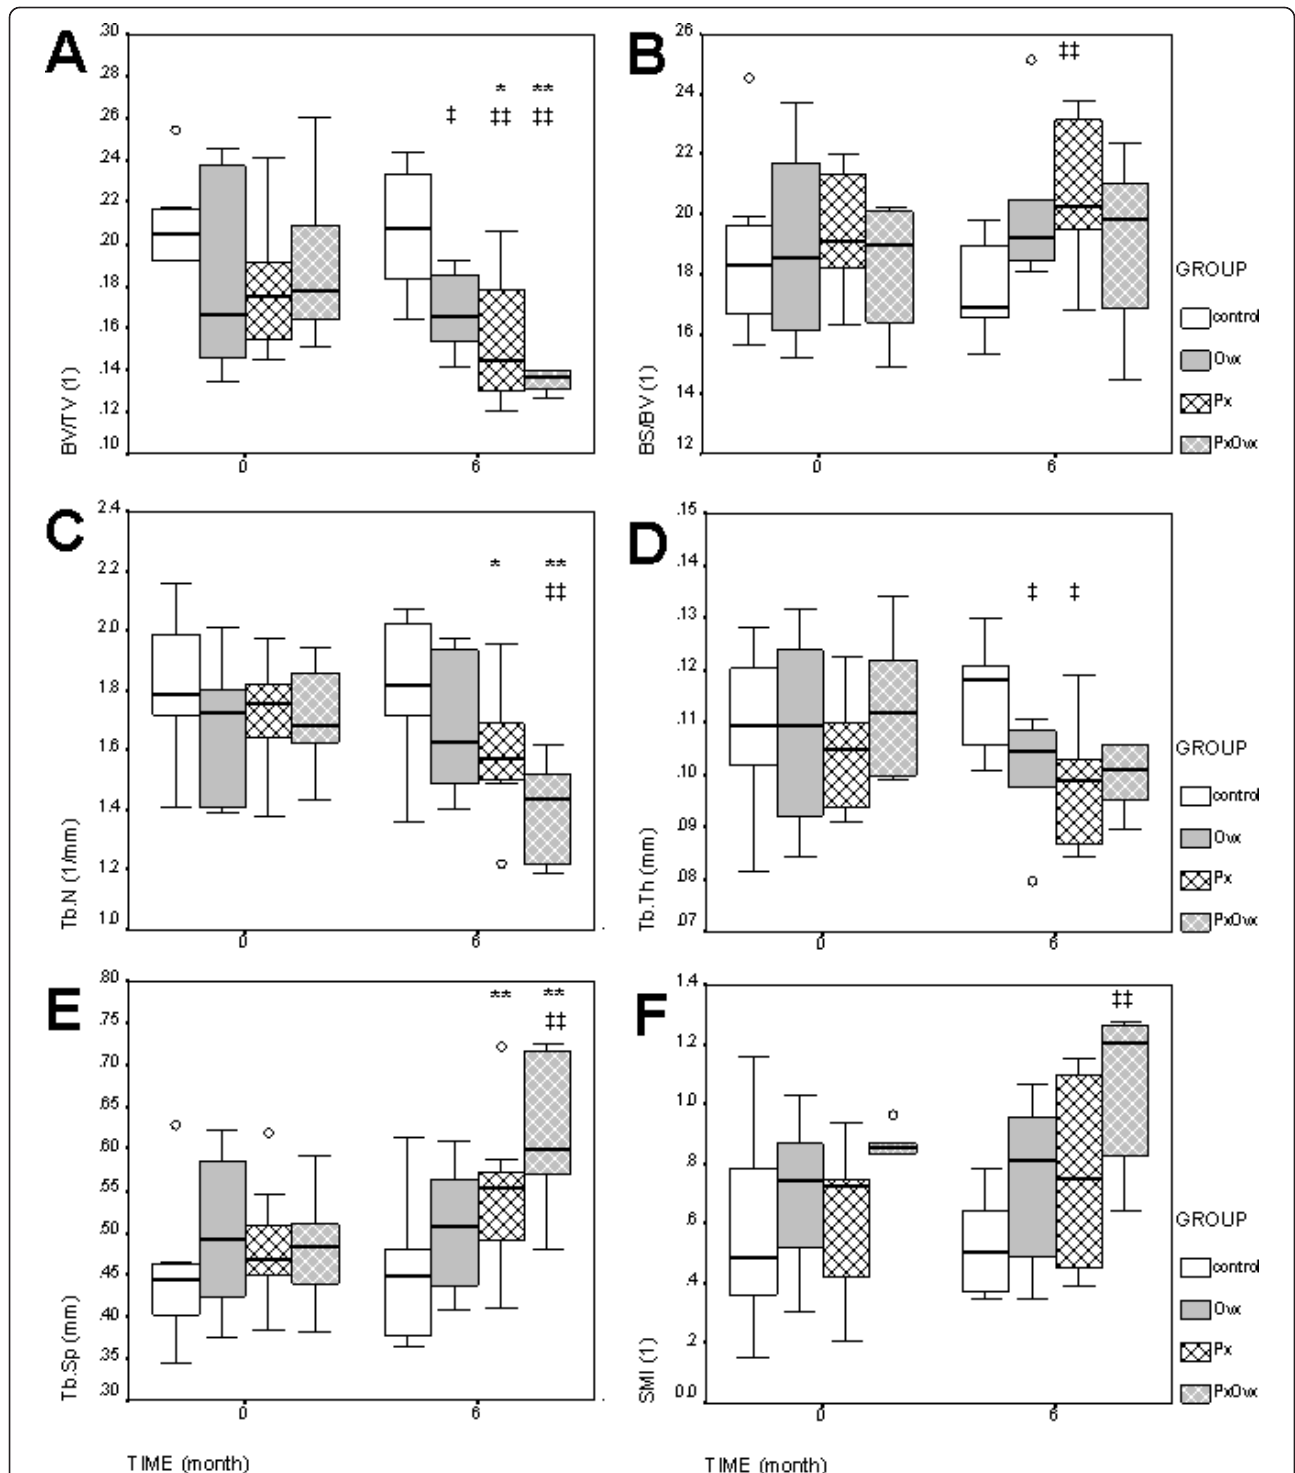 A
BV/TV (1)
.30
.28
.26
.24
.22
.20
.18
.16
.14
.12
.10
‡
*
‡‡
**
‡‡
0
6
B
BS/BV (1)
26
24
22
20
18
16
14
12
‡‡
0
6
GROUP
control
Ovx
Px
PxOvx
C
Tb.N (1/mm)
2.4
2.2
2.0
1.8
1.6
1.4
1.2
1.0
*
**
‡‡
0
6
D
Tb.Th (mm)
.15
.14
.13
.12
.11
.10
.09
.08
.07
‡
‡
0
6
GROUP
control
Ovx
Px
PxOvx
E
Tb.Sp (mm)
.80
.75
.70
.65
.60
.55
.50
.45
.40
.35
.30
**
**
‡‡
0
6
TIME (month)
F
SMI (1)
1.4
1.2
1.0
.8
.6
.4
.2
0.0
‡‡
0
6
TIME (month)
GROUP
control
Ovx
Px
PxOvx